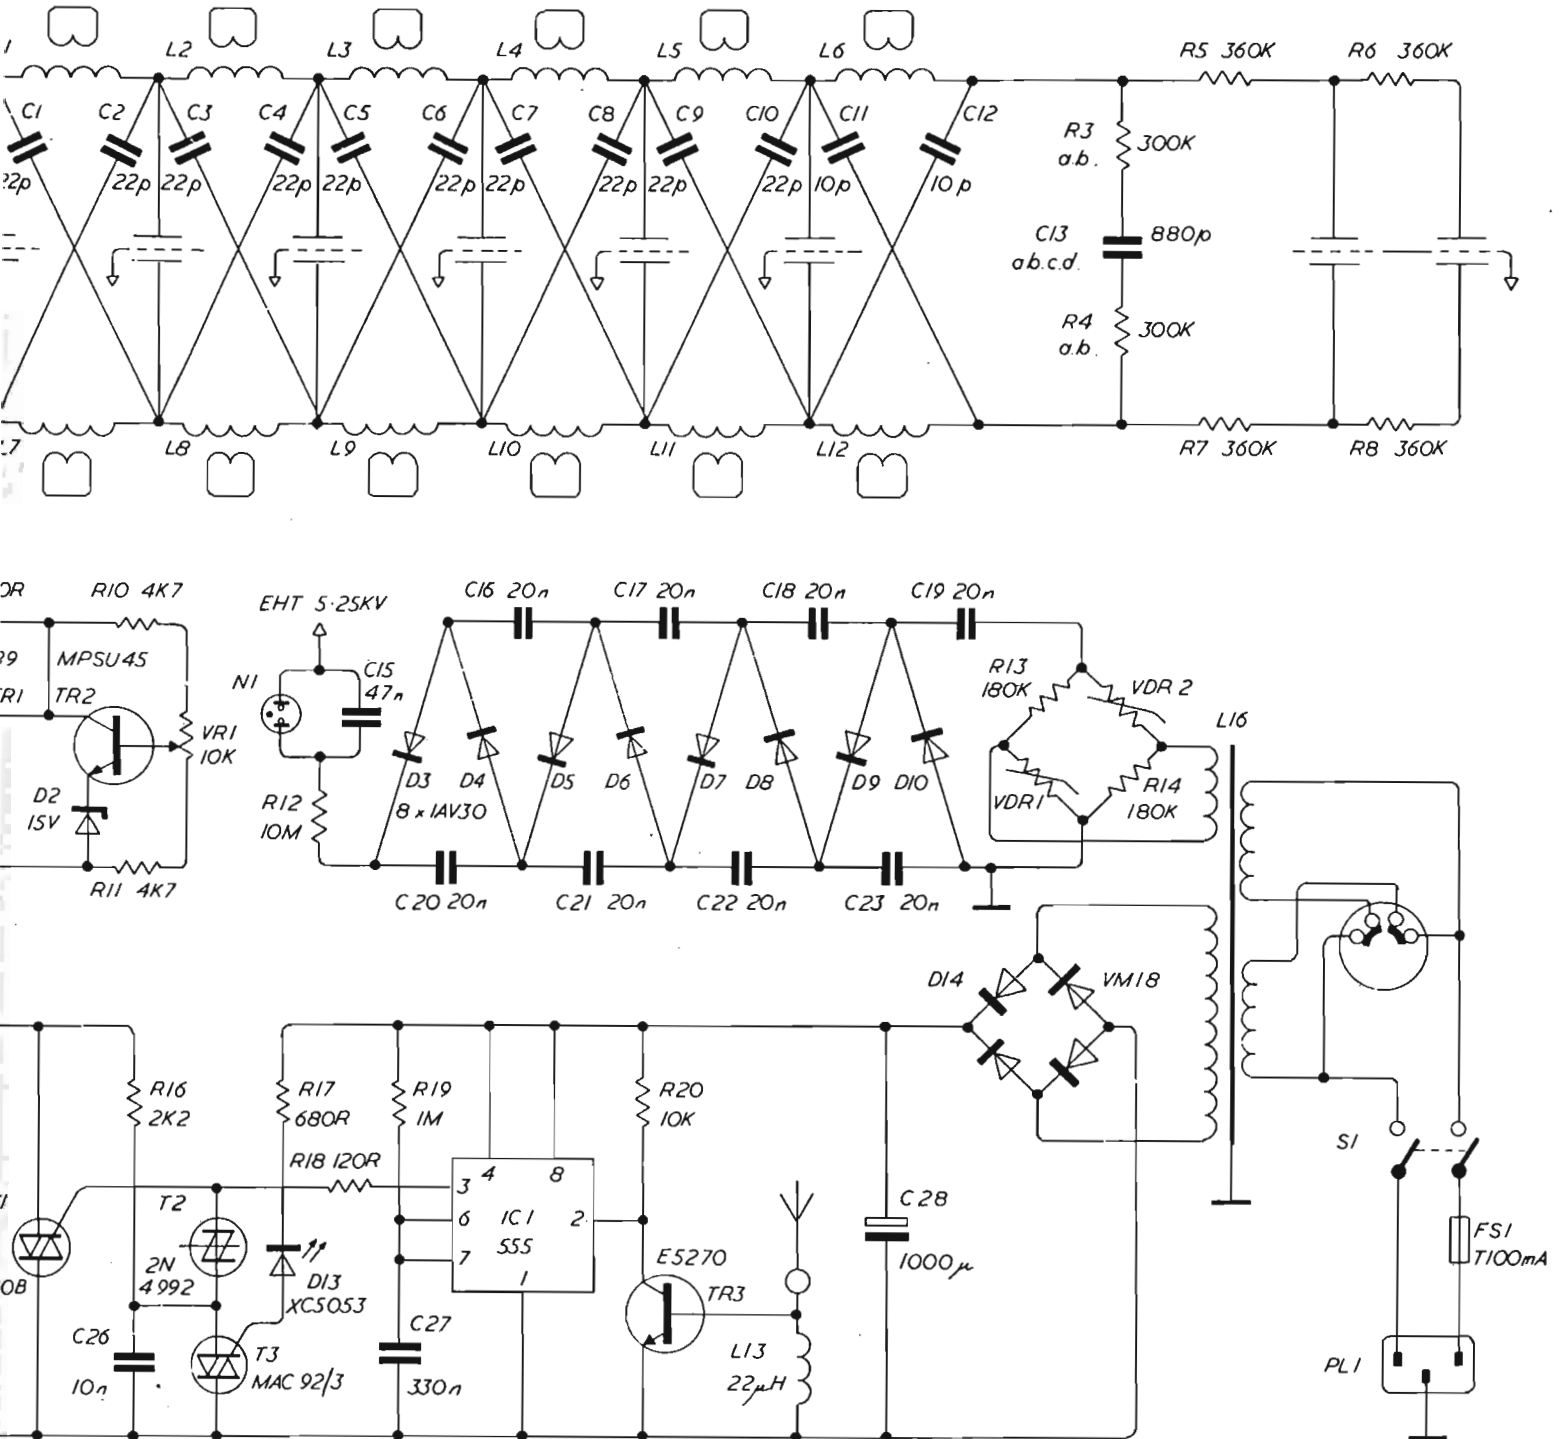 L2 L3 L4 L5 L6 R5 360K R6 360K
C1 C2 C3 C4 C5 C6 C7 C8 C9 C10 C11 C12
R3 300K
a.b.
22p 22p 22p 22p 22p 22p 22p 22p 22p 10p 10p
C13 880p
a.b.c.d.
R4 300K
a.b.
L8 L9 L10 L11 L12 R7 360K R8 360K
R10 4K7
EHT 5·25KV
C16 20n C17 20n C18 20n C19 20n
MPSU45
TR2
N1
C15
47n
R13
180K
VDR 2
L16
VR1
10K
D2
15V
R12
10M
D3 D4 D5 D6 D7 D8 D9 D10
8 x 1AV30
VDR1
R14
180K
R11 4K7
C20 20n C21 20n C22 20n C23 20n
D14 VM18
R16
2K2
R17
680R
R19
1M
R20
10K
R18 120R
S1
4 8
3
6
7
2
1
IC1
555
T2
2N
4992
D13
XC5053
E5270
TR3
C28
1000µ
FS1
T100mA
C26
10n
T3
MAC 92/3
C27
330n
L13
22µH
PL1